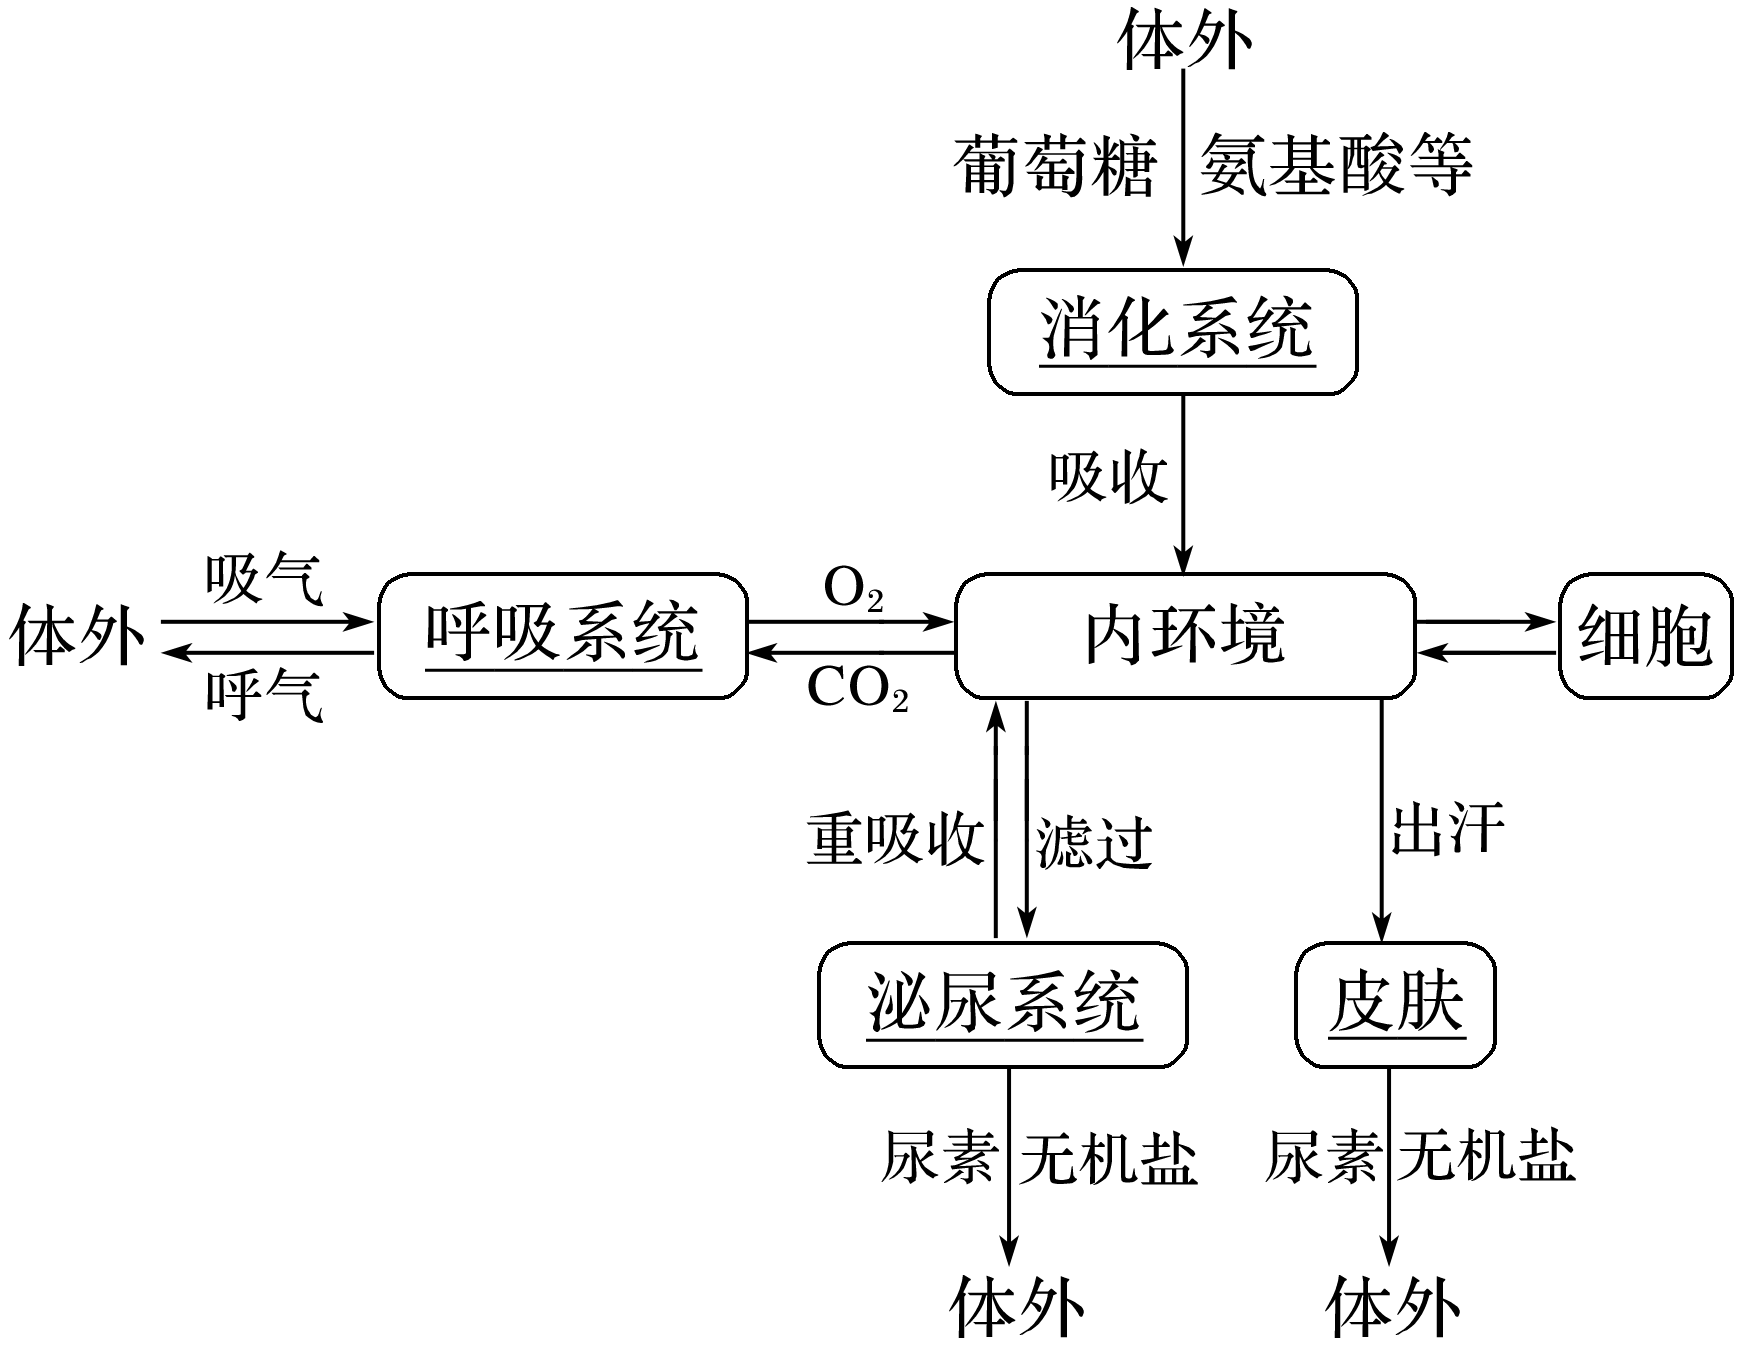 体外
葡萄糖 氨基酸等
消化系统
吸收
吸气
体外
呼气
呼吸系统
O₂
CO₂
内环境
细胞
重吸收
滤过
出汗
泌尿系统
皮肤
尿素 无机盐
尿素 无机盐
体外
体外